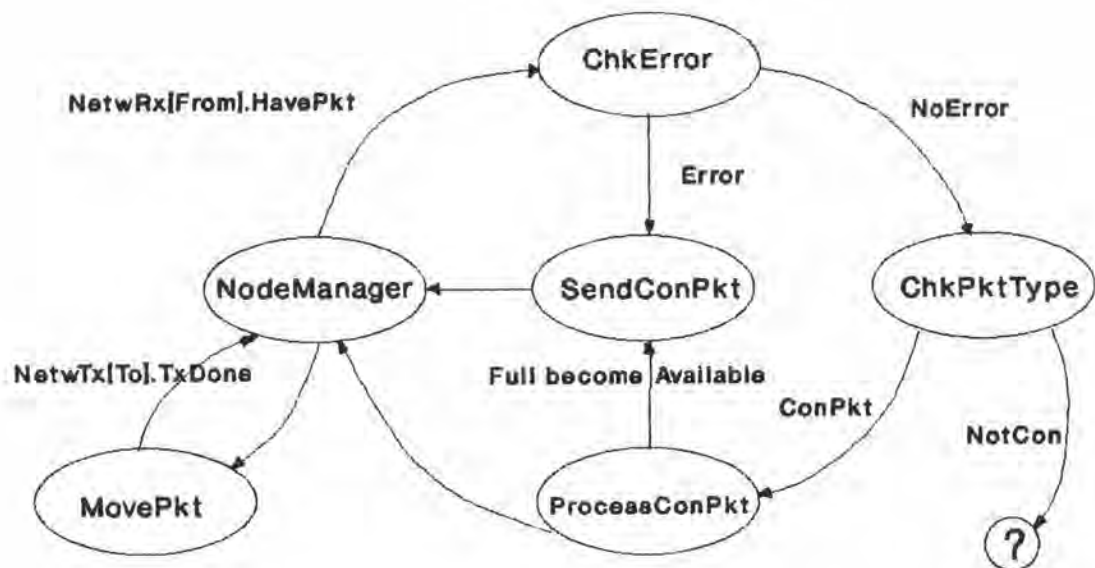 ChkError
NetwRx[From].HavePkt
NoError
Error
NodeManager
SendConPkt
ChkPktType
NetwTx[To].TxDone
Full become Available
ConPkt
NotCon
MovePkt
ProcessConPkt
?